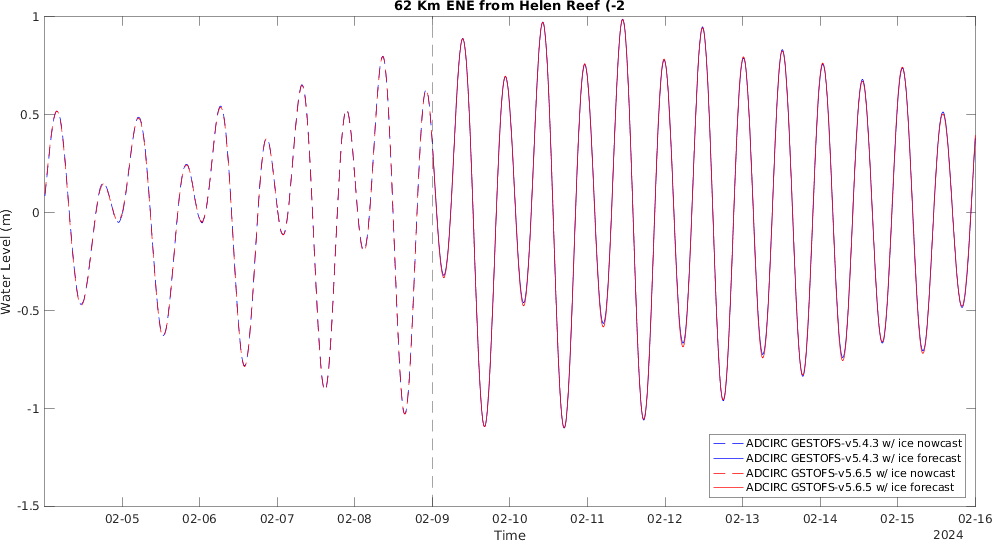 62 Km ENE from Helen Reef (-2
1
0.5
0
-0.5
-1
-1.5
Water Level (m)
02-05 02-06 02-07 02-08 02-09 02-10 02-11 02-12 02-13 02-14 02-15 02-16
Time
2024
ADCIRC GESTOFS-v5.4.3 w/ ice nowcast
ADCIRC GESTOFS-v5.4.3 w/ ice forecast
ADCIRC GSTOFS-v5.6.5 w/ ice nowcast
ADCIRC GSTOFS-v5.6.5 w/ ice forecast